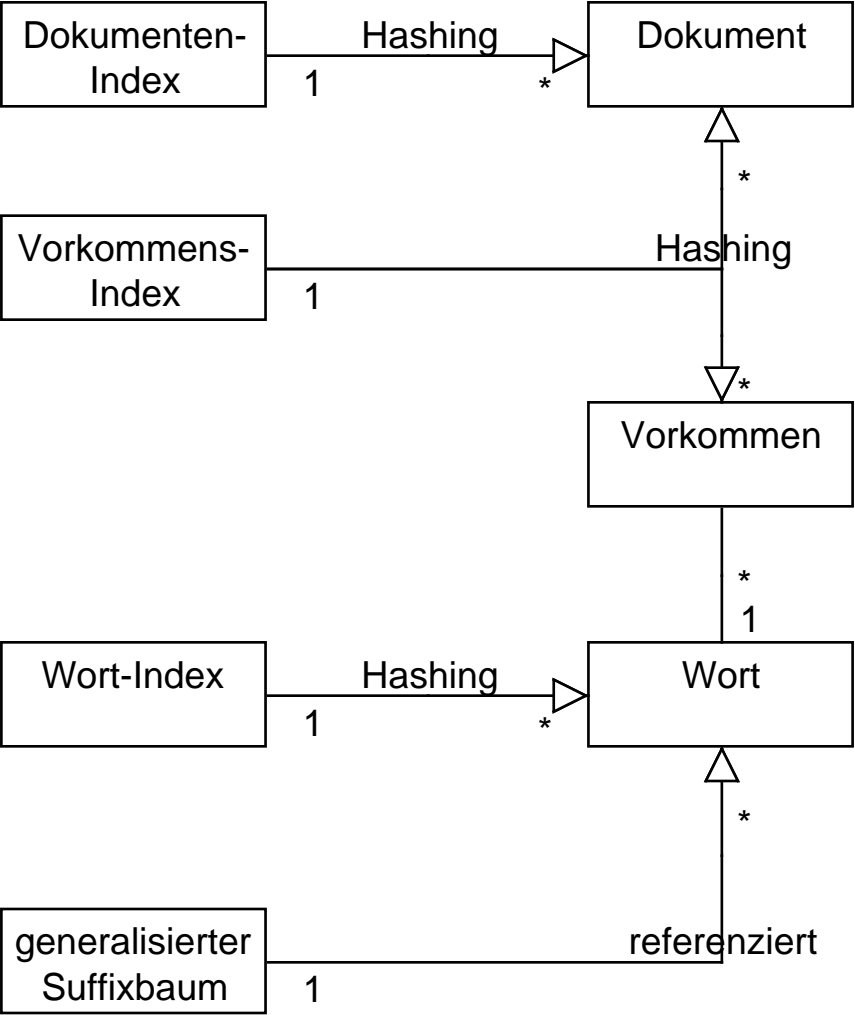 Dokumenten-
Index
Hashing
1
*
Dokument
*
Vorkommens-
Index
1
Hashing
*
Vorkommen
*
1
Wort-Index
Hashing
1
*
Wort
*
generalisierter
Suffixbaum
1
referenziert